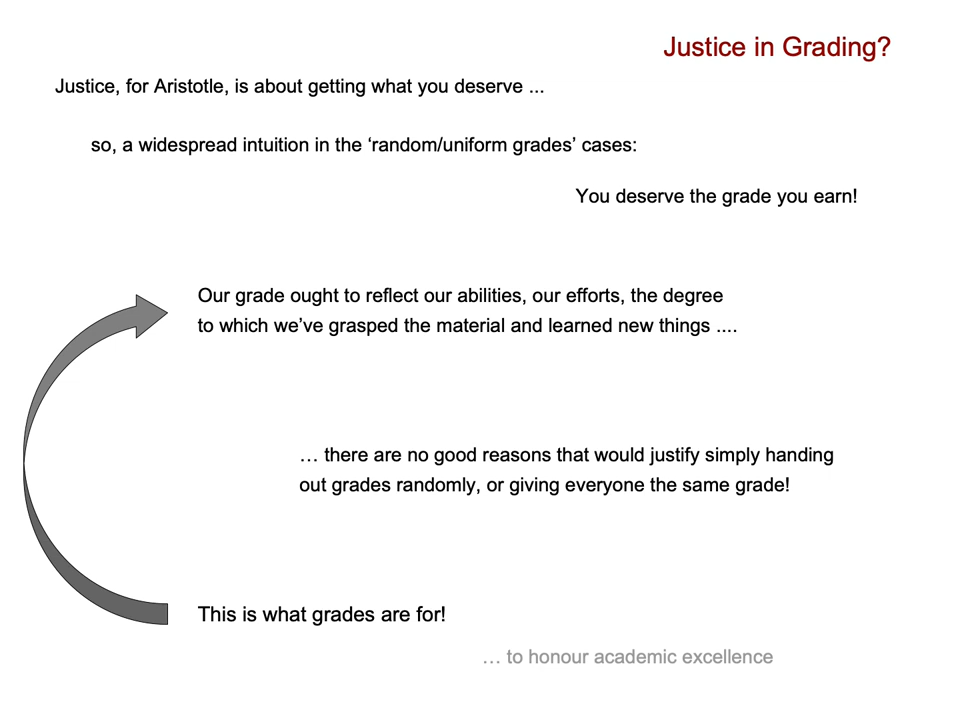 Justice in Grading?
Justice, for Aristotle, is about getting what you deserve ...
so, a widespread intuition in the ‘random/uniform grades’ cases:
You deserve the grade you earn!
Our grade ought to reflect our abilities, our efforts, the degree
to which we’ve grasped the material and learned new things ....
… there are no good reasons that would justify simply handing
out grades randomly, or giving everyone the same grade!
This is what grades are for!
… to honour academic excellence